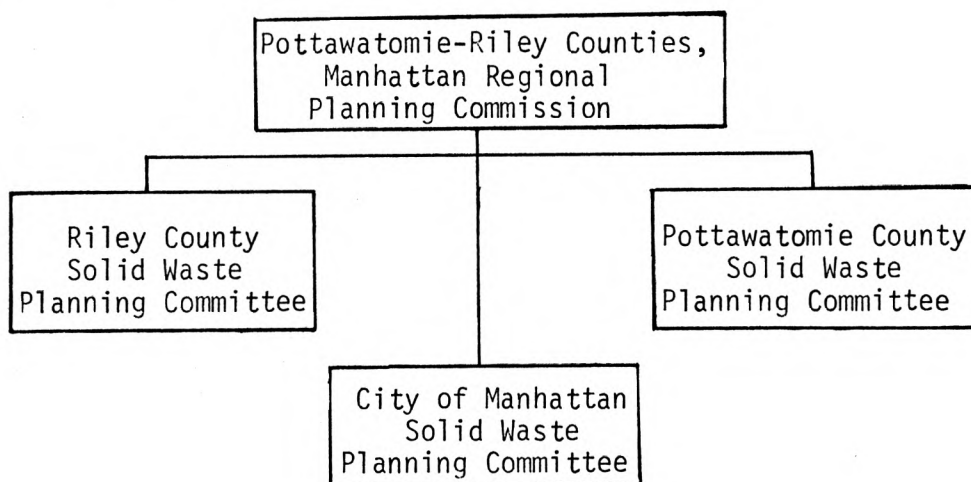 Pottawatomie-Riley Counties,
Manhattan Regional
Planning Commission
Riley County
Solid Waste
Planning Committee
Pottawatomie County
Solid Waste
Planning Committee
City of Manhattan
Solid Waste
Planning Committee